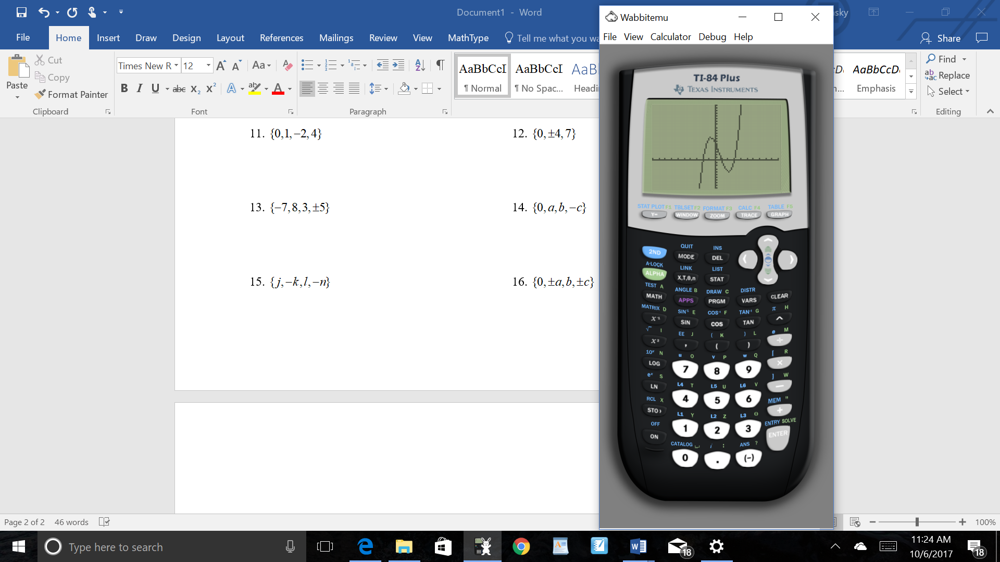 Document1 - Word
sky
Wabbitemu
File Home Insert Draw Design Layout References Mailings Review View MathType Tell me what you wa
Share
File View Calculator Debug Help
Paste
Cut
Copy
Format Painter
Clipboard
Times New R 12
Font
Paragraph
AaBbCcI AaBbCcI AaB
¶ Normal ¶ No Spac... Headi
AaBbCcD
Emphasis
Find
Replace
Select
Editing
11. {0,1,−2,4}
12. {0,±4,7}
13. {−7,8,3,±5}
14. {0,a,b,−c}
15. {j,−k,l,−n}
16. {0,±a,b,±c}
TI-84 Plus
TEXAS INSTRUMENTS
STAT PLOT F1 TBLSET F2 FORMAT F3 CALC F4 TABLE F5
Y= WINDOW ZOOM TRACE GRAPH
QUIT INS
2ND MODE DEL
A-LOCK LINK LIST
ALPHA X,T,θ,n STAT
TEST A ANGLE B DRAW C DISTR
MATH APPS PRGM VARS CLEAR
MATRIX D SIN⁻¹ E COS⁻¹ F TAN⁻¹ G π H
X⁻¹ SIN COS TAN ^
√ I EE J { K } L e M
X² , ( ) ÷
10ˣ N u O v P w Q [ R
LOG 7 8 9 ×
eˣ S L4 T L5 U L6 V ] W
LN 4 5 6 −
RCL X L1 Y L2 Z L3 Θ MEM "
STO› 1 2 3 +
OFF ENTRY SOLVE
ON ENTER
CATALOG i : ANS ?
0 . (-)
Page 2 of 2 46 words
100%
Type here to search
18
11:24 AM
10/6/2017
18